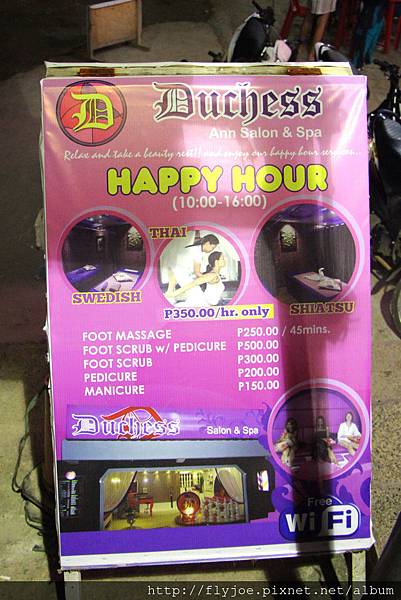 D
Duchess
Ann Salon & Spa
Relax and take a beauty rest!! and enjoy our happy hour services..
HAPPY HOUR
(10:00-16:00)
THAI
SWEDISH
SHIATSU
P350.00/hr. only
FOOT MASSAGE P250.00 / 45mins.
FOOT SCRUB w/ PEDICURE P500.00
FOOT SCRUB P300.00
PEDICURE P200.00
MANICURE P150.00
Duchess Salon & Spa
Free
Wi Fi
http://flyjoe.pixnet.net/album